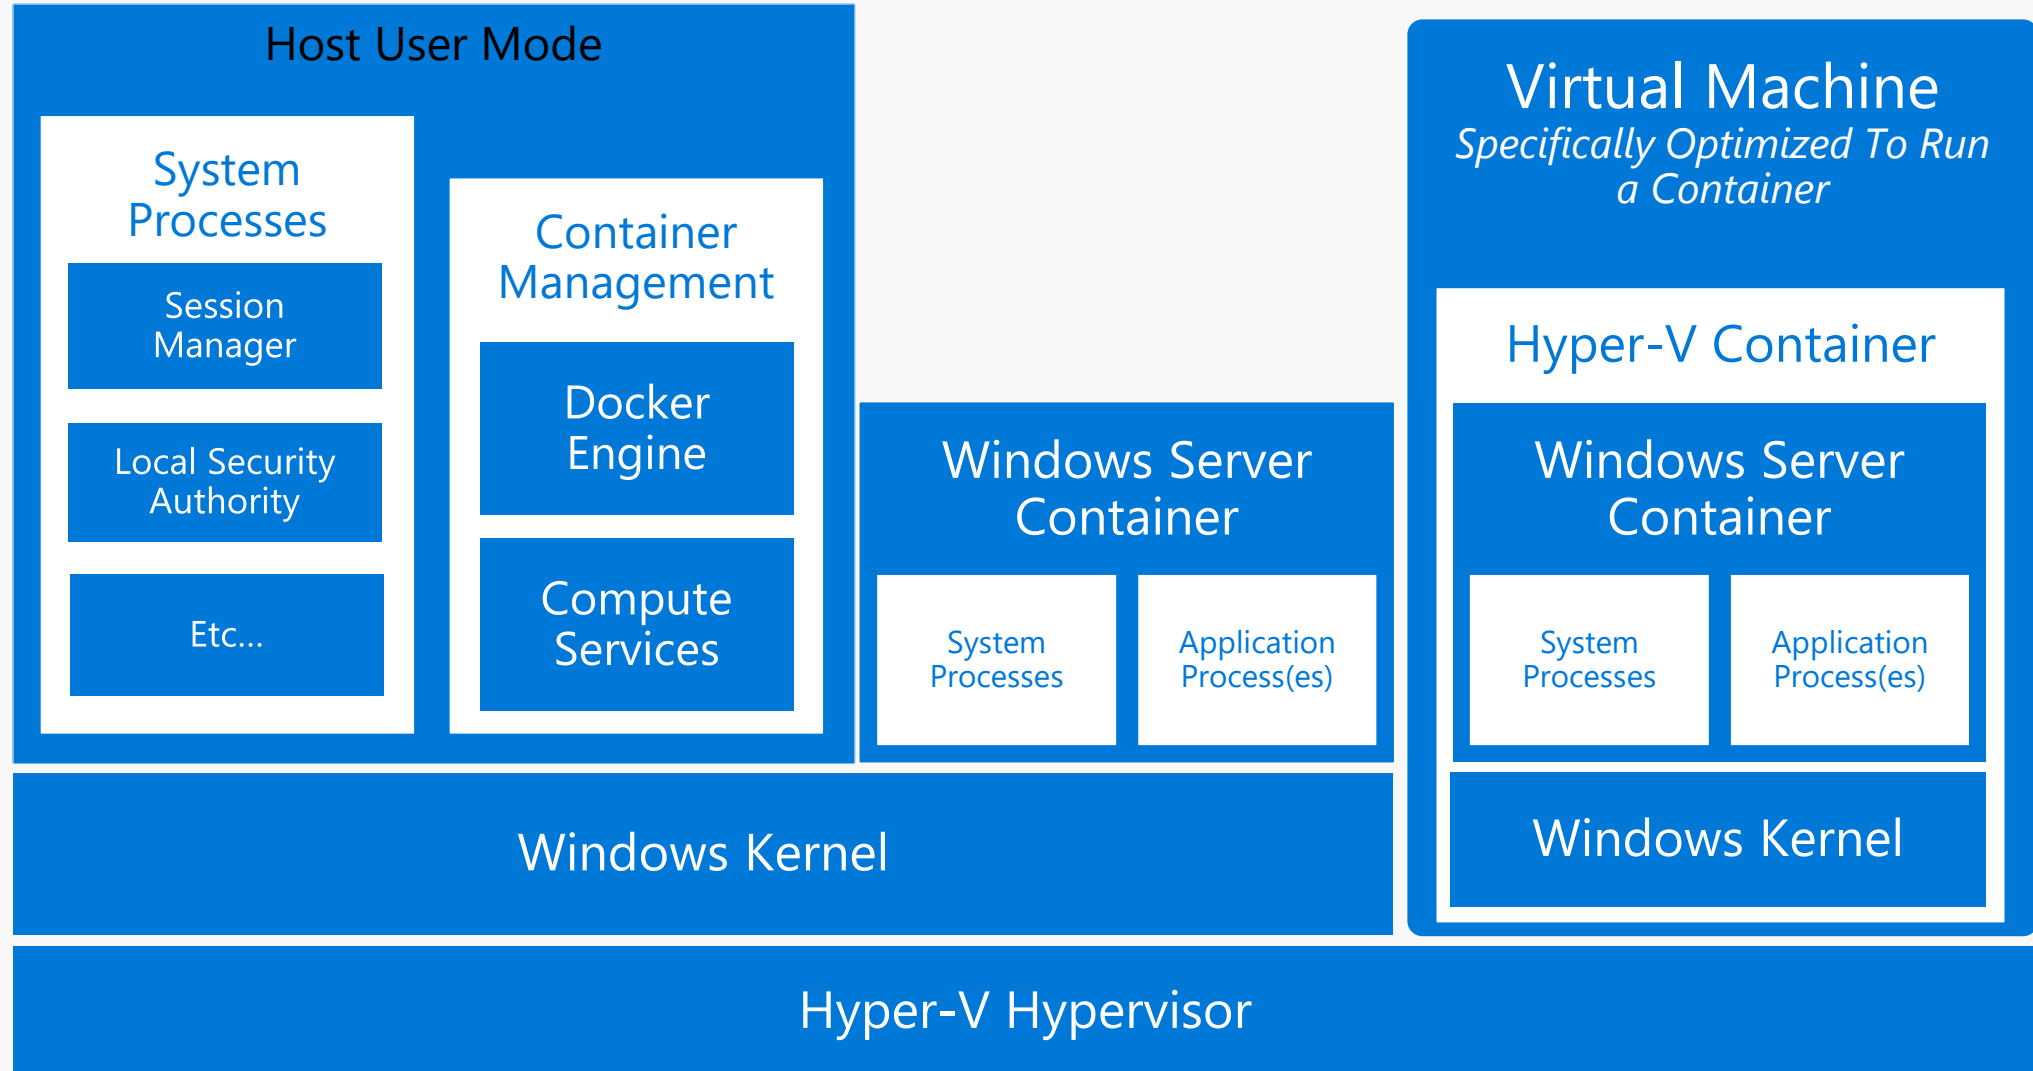 Host User Mode
System
Processes
Session
Manager
Local Security
Authority
Etc...
Container
Management
Docker
Engine
Compute
Services
Windows Server
Container
System
Processes
Application
Process(es)
Virtual Machine
Specifically Optimized To Run
a Container
Hyper-V Container
Windows Server
Container
System
Processes
Application
Process(es)
Windows Kernel
Windows Kernel
Hyper-V Hypervisor